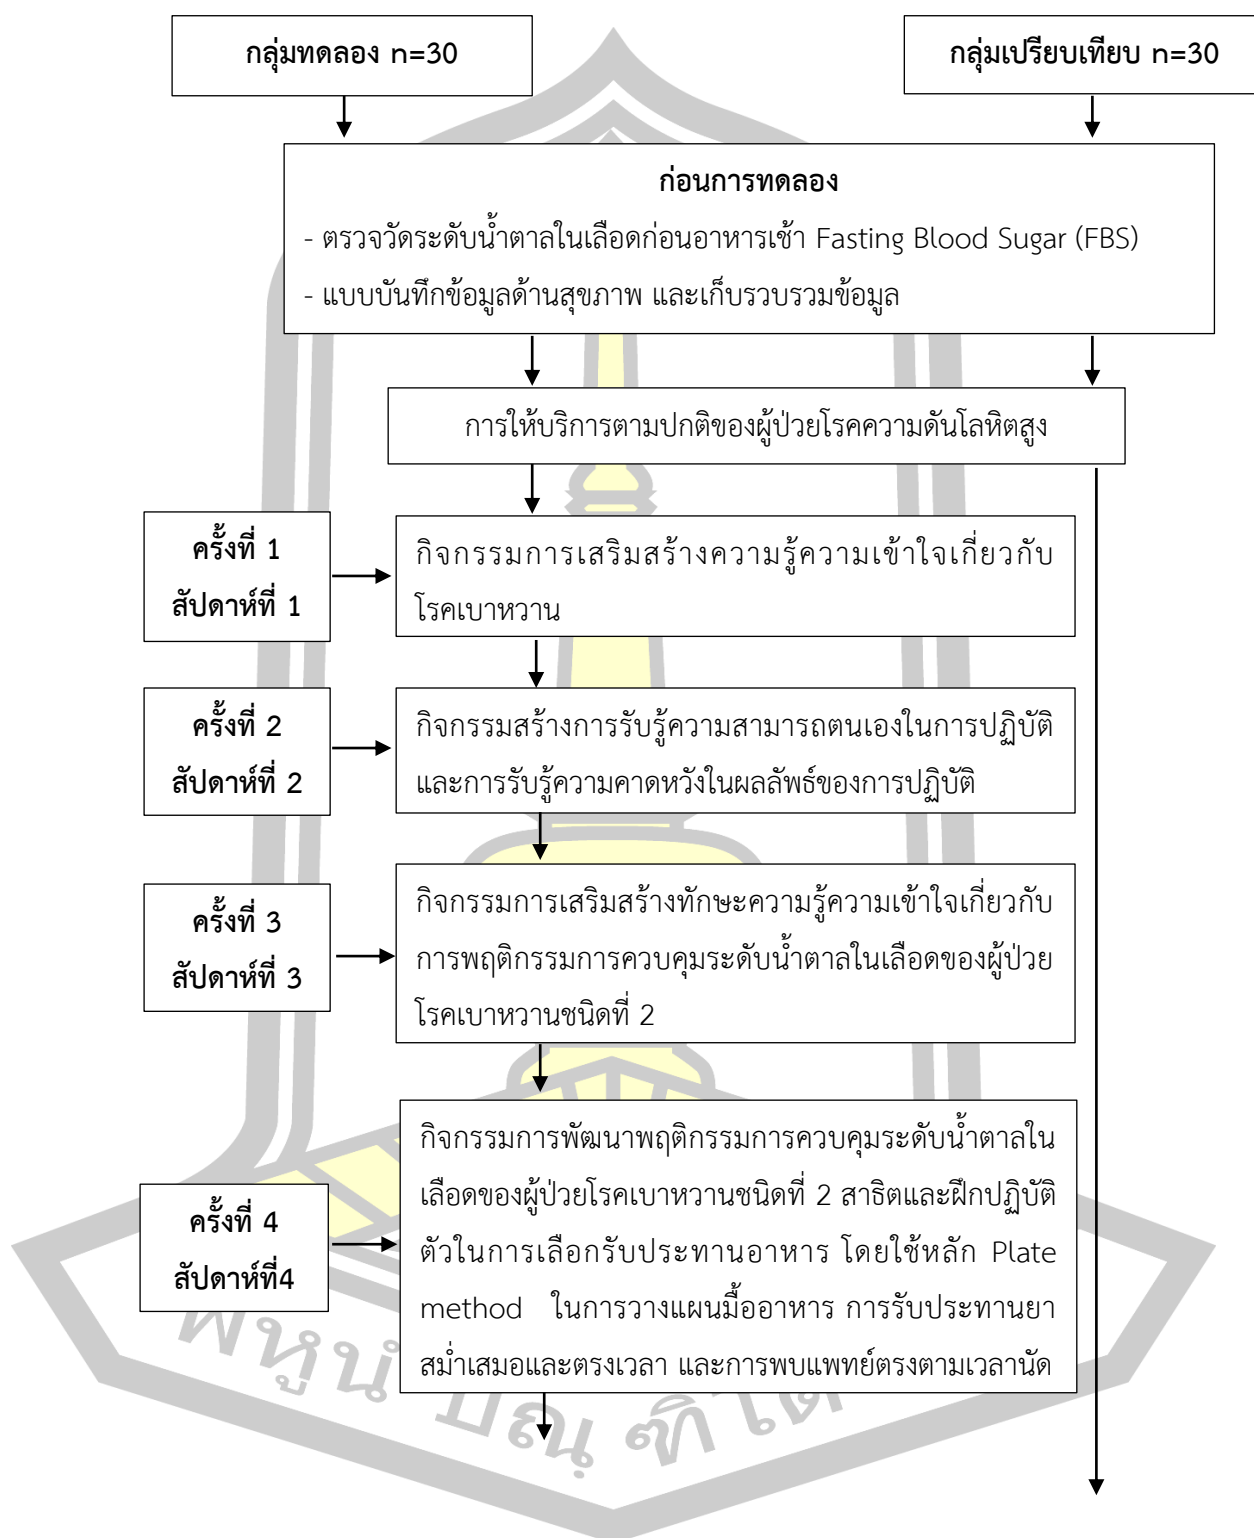 กลุ่มทดลอง n=30
กลุ่มเปรียบเทียบ n=30
ก่อนการทดลอง
- ตรวจวัดระดับน้ำตาลในเลือดก่อนอาหารเช้า Fasting Blood Sugar (FBS)
- แบบบันทึกข้อมูลด้านสุขภาพ และเก็บรวบรวมข้อมูล
การให้บริการตามปกติของผู้ป่วยโรคความดันโลหิตสูง
ครั้งที่ 1
สัปดาห์ที่ 1
กิจกรรมการเสริมสร้างความรู้ความเข้าใจเกี่ยวกับ
โรคเบาหวาน
ครั้งที่ 2
สัปดาห์ที่ 2
กิจกรรมสร้างการรับรู้ความสามารถตนเองในการปฏิบัติ
และการรับรู้ความคาดหวังในผลลัพธ์ของการปฏิบัติ
ครั้งที่ 3
สัปดาห์ที่ 3
กิจกรรมการเสริมสร้างทักษะความรู้ความเข้าใจเกี่ยวกับ
การพฤติกรรมการควบคุมระดับน้ำตาลในเลือดของผู้ป่วย
โรคเบาหวานชนิดที่ 2
ครั้งที่ 4
สัปดาห์ที่4
กิจกรรมการพัฒนาพฤติกรรมการควบคุมระดับน้ำตาลใน
เลือดของผู้ป่วยโรคเบาหวานชนิดที่ 2 สาธิตและฝึกปฏิบัติ
ตัวในการเลือกรับประทานอาหาร โดยใช้หลัก Plate
method ในการวางแผนมื้ออาหาร การรับประทานยา
สม่ำเสมอและตรงเวลา และการพบแพทย์ตรงตามเวลานัด
พหูนํ ปณฺฑิโต